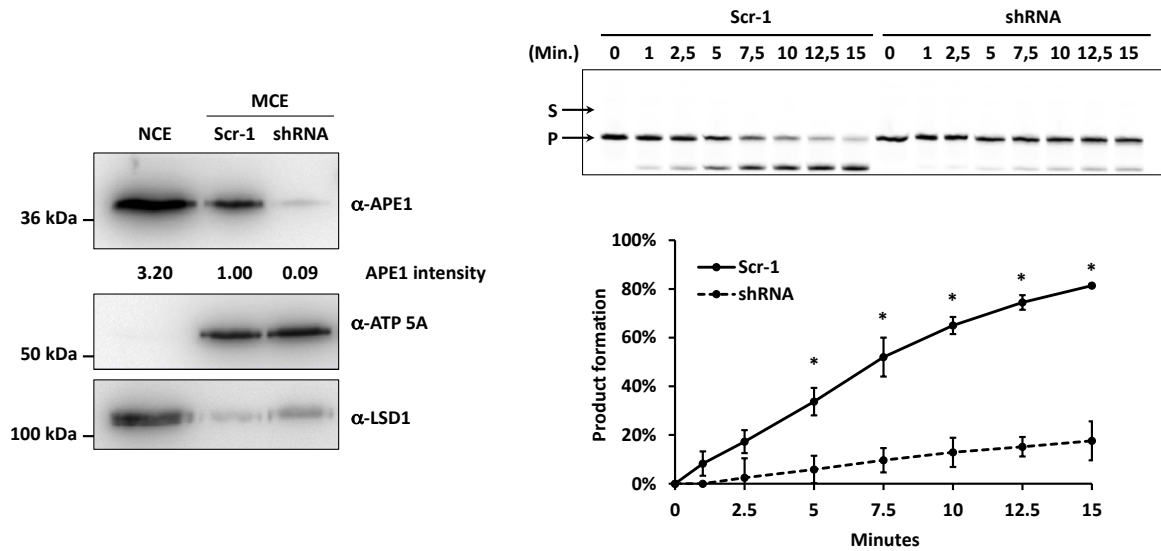 MCE
NCE Scr-1 shRNA
36 kDa α-APE1
3.20 1.00 0.09 APE1 intensity
50 kDa α-ATP 5A
100 kDa α-LSD1
Scr-1 shRNA
(Min.) 0 1 2,5 5 7,5 10 12,5 15 0 1 2,5 5 7,5 10 12,5 15
S
P
Product formation
100%
80%
60%
40%
20%
0%
Scr-1
shRNA
* * * * *
0 2.5 5 7.5 10 12.5 15
Minutes